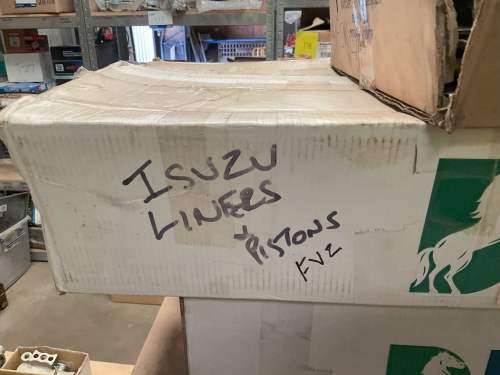 ISUZU
LINERS
& PISTONS
FVZ